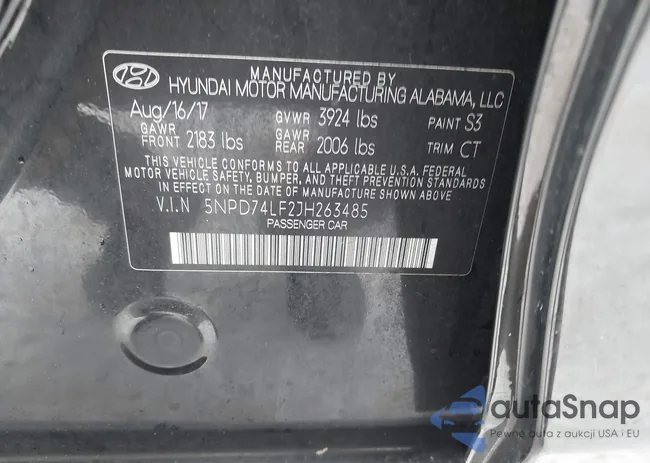 MANUFACTURED BY
HYUNDAI MOTOR MANUFACTURING ALABAMA, LLC
Aug/16/17 GVWR 3924 lbs PAINT S3
GAWR FRONT 2183 lbs GAWR REAR 2006 lbs TRIM CT
THIS VEHICLE CONFORMS TO ALL APPLICABLE U.S.A. FEDERAL
MOTOR VEHICLE SAFETY, BUMPER, AND THEFT PREVENTION STANDARDS
IN EFFECT ON THE DATE OF MANUFACTURE SHOWN ABOVE.
V.I.N 5NPD74LF2JH263485
PASSENGER CAR
autoSnap
Pewne auta z aukcji USA i EU